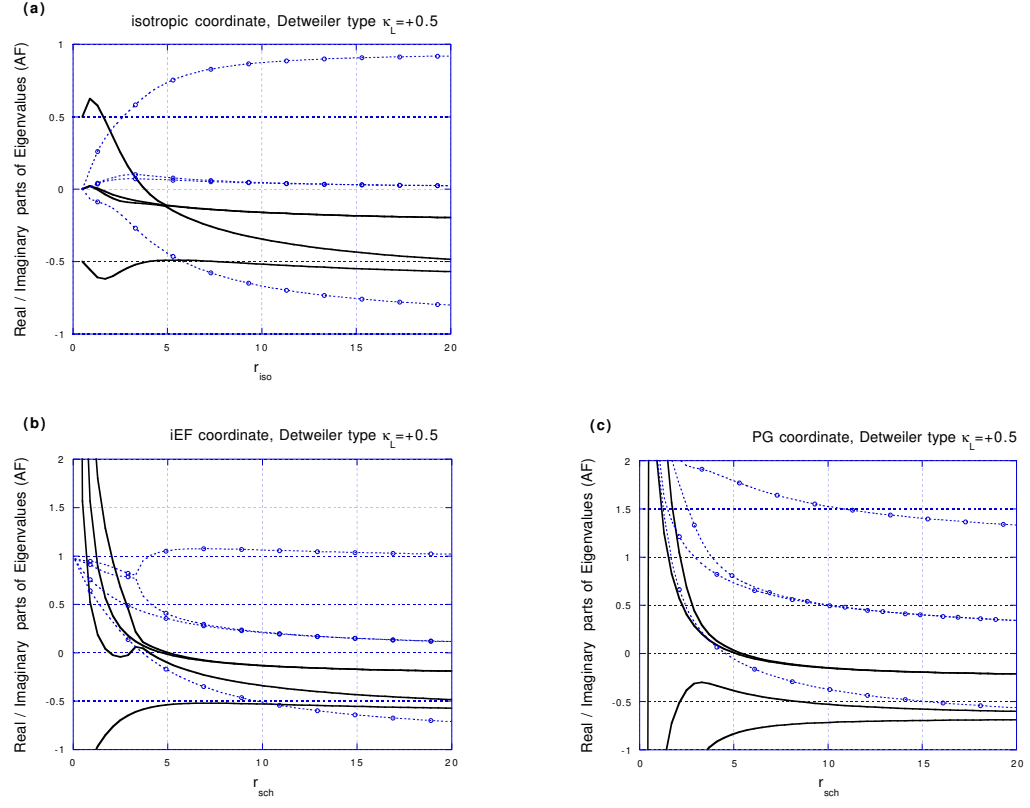 (a)
isotropic coordinate, Detweiler type κL=+0.5
Real / Imaginary parts of Eigenvalues (AF)
1
0.5
0
-0.5
-1
0 5 10 15 20
r iso
(b)
iEF coordinate, Detweiler type κL=+0.5
Real / Imaginary parts of Eigenvalues (AF)
2
1.5
1
0.5
0
-0.5
-1
0 5 10 15 20
r sch
(c)
PG coordinate, Detweiler type κL=+0.5
Real / Imaginary parts of Eigenvalues (AF)
2
1.5
1
0.5
0
-0.5
-1
0 5 10 15 20
r sch